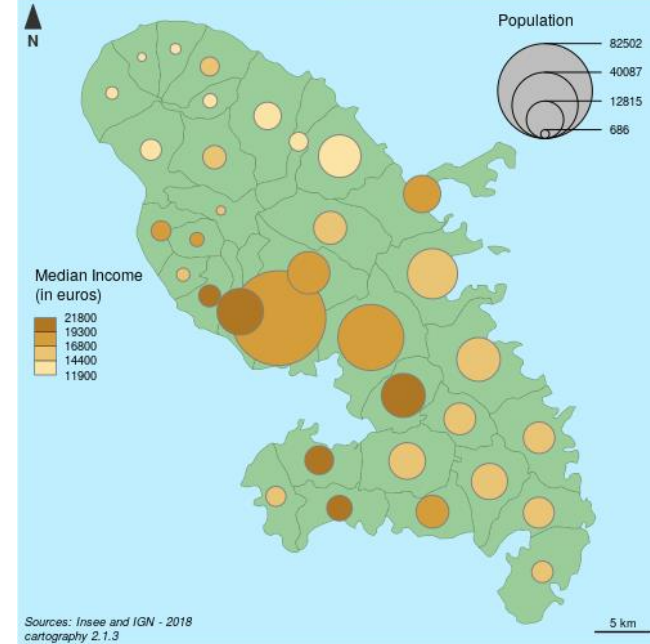 N
Population
82502
40087
12815
686
Median Income
(in euros)
21800
19300
16800
14400
11900
Sources: Insee and IGN - 2018
cartography 2.1.3
5 km